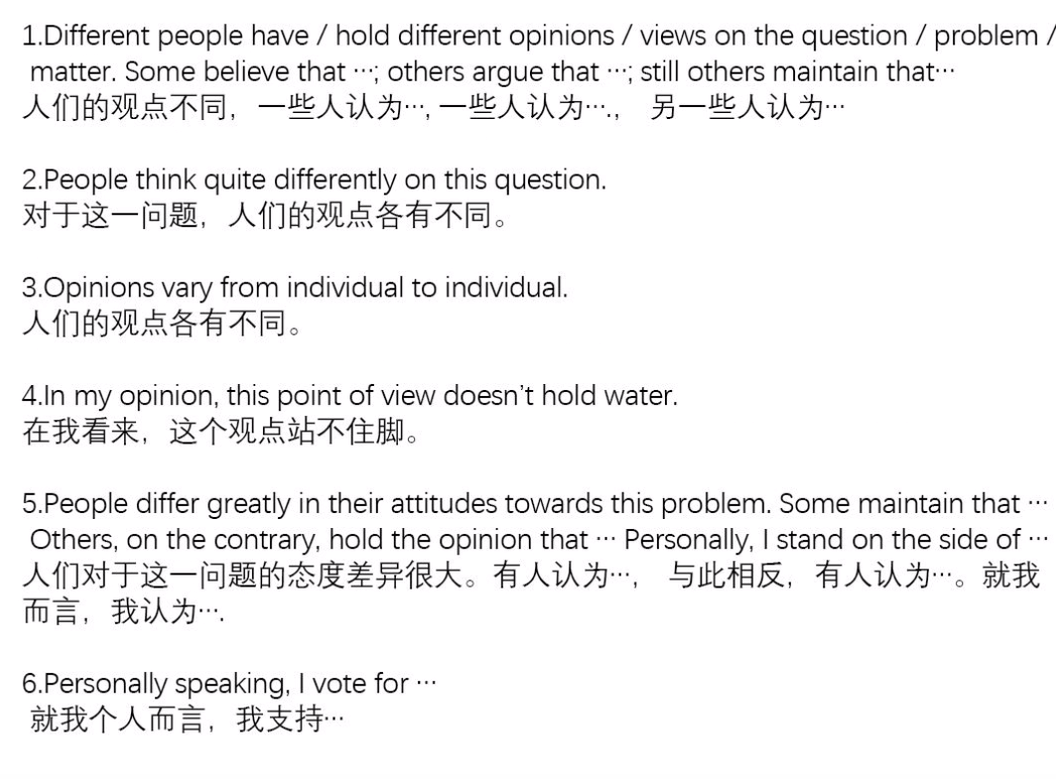 1.Different people have / hold different opinions / views on the question / problem /
matter. Some believe that ···; others argue that ···; still others maintain that···
人们的观点不同，一些人认为···, 一些人认为···., 另一些人认为···
2.People think quite differently on this question.
对于这一问题，人们的观点各有不同。
3.Opinions vary from individual to individual.
人们的观点各有不同。
4.In my opinion, this point of view doesn’t hold water.
在我看来，这个观点站不住脚。
5.People differ greatly in their attitudes towards this problem. Some maintain that ···
Others, on the contrary, hold the opinion that ··· Personally, I stand on the side of ···
人们对于这一问题的态度差异很大。有人认为···, 与此相反，有人认为···。就我
而言，我认为···.
6.Personally speaking, I vote for ···
就我个人而言，我支持···